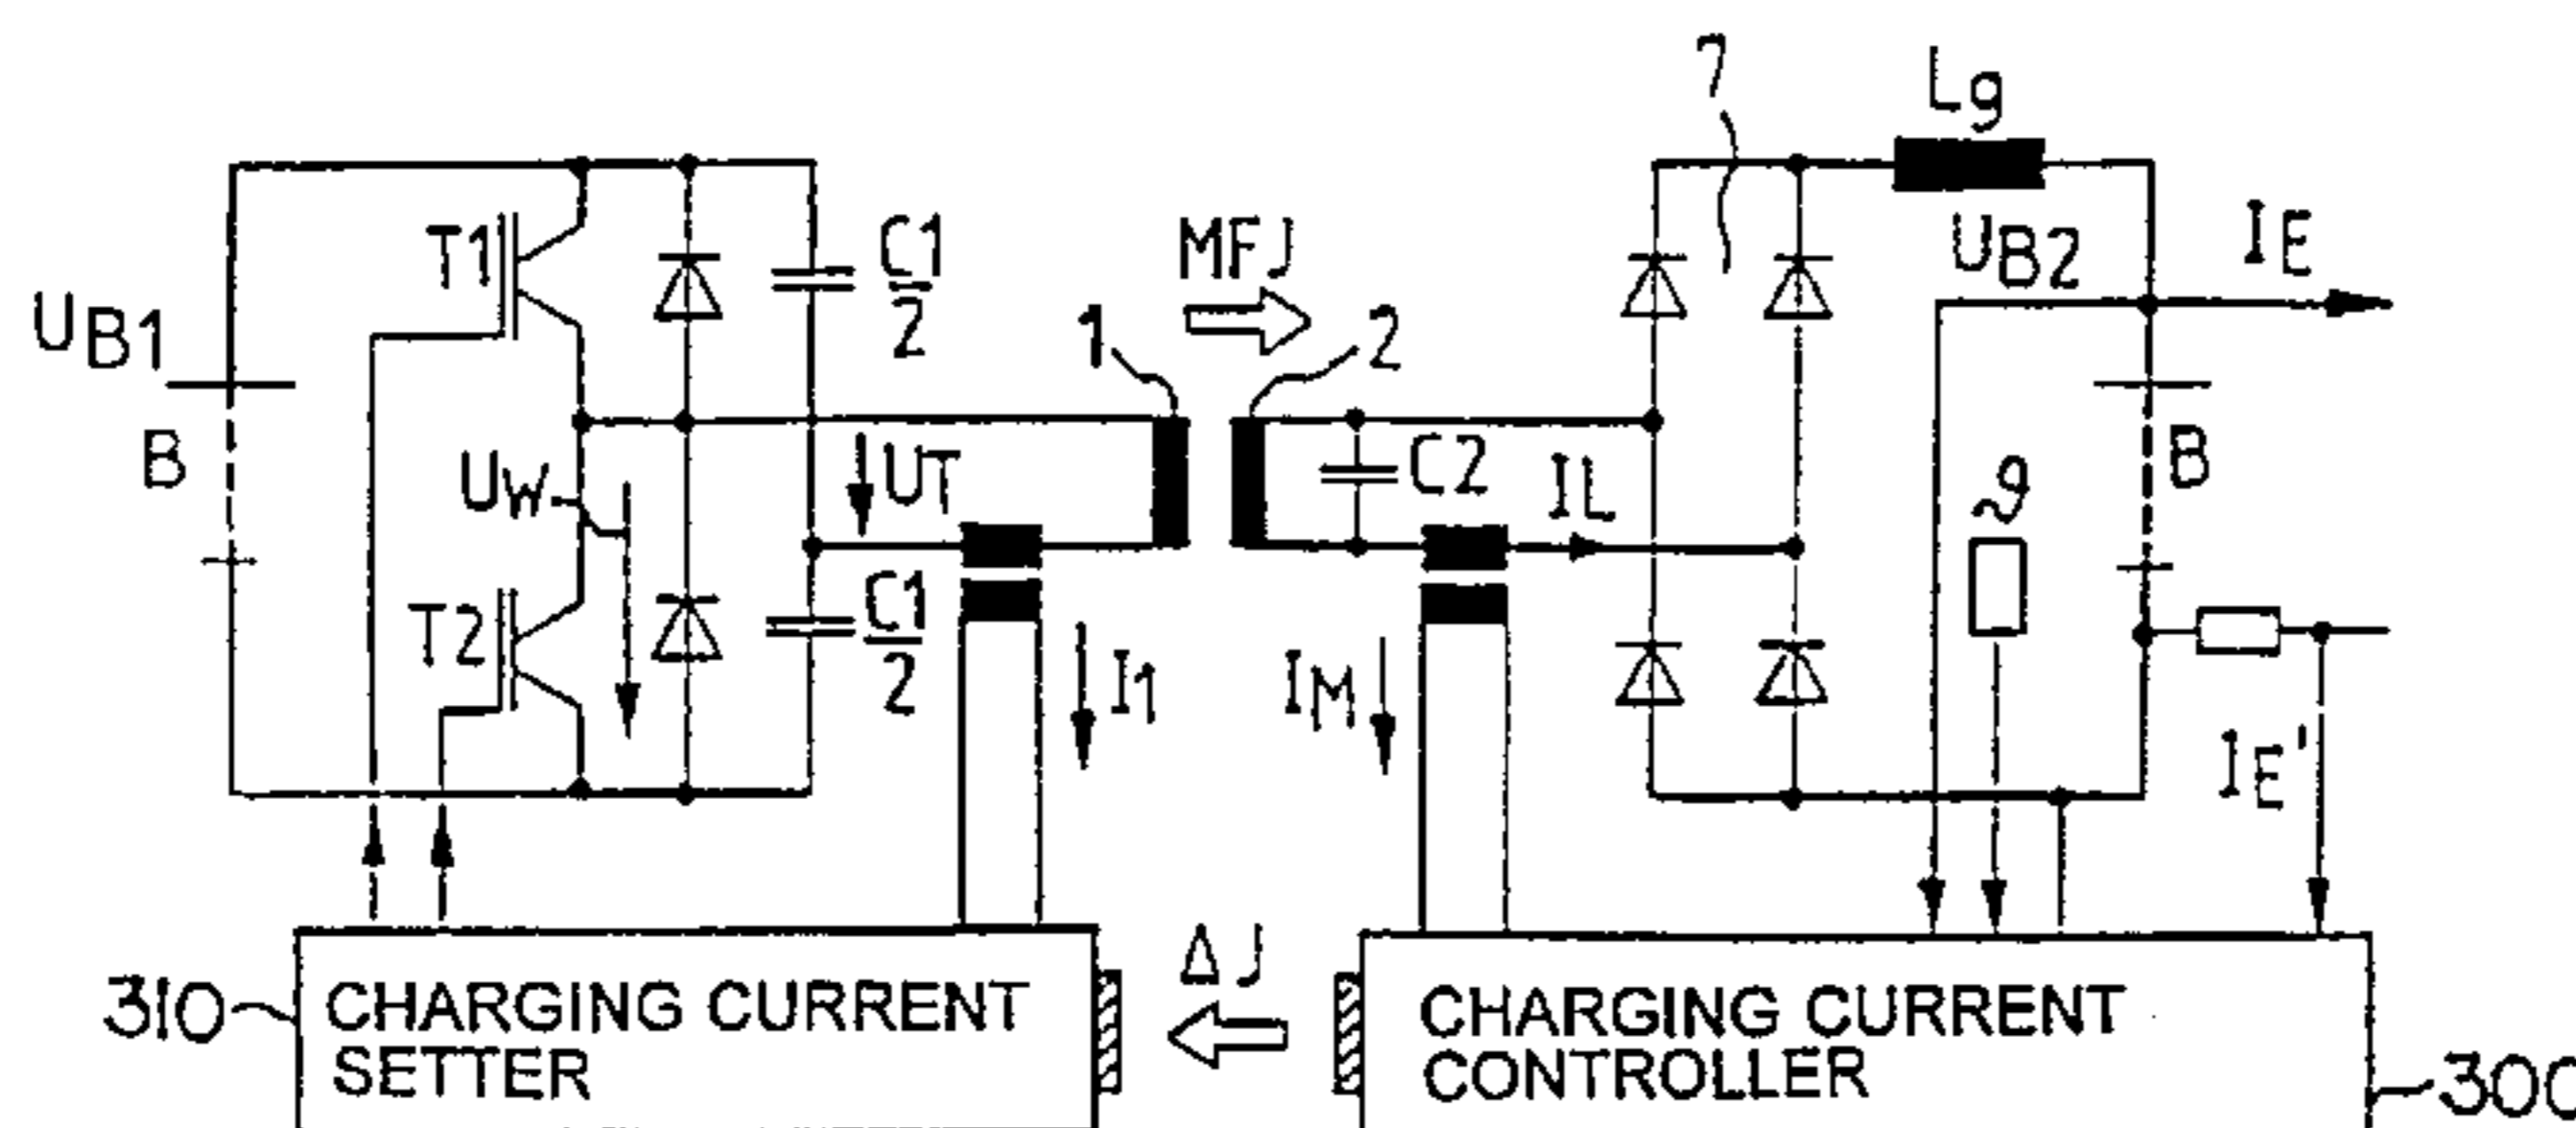 7
Lg
T1
C1
2
MFJ
UB2
IE
UB1
1
2
B
UW
UT
C2
IL
ϑ
B
T2
C1
2
I1
IM
IE'
ΔJ
310
CHARGING CURRENT
SETTER
CHARGING CURRENT
CONTROLLER
300